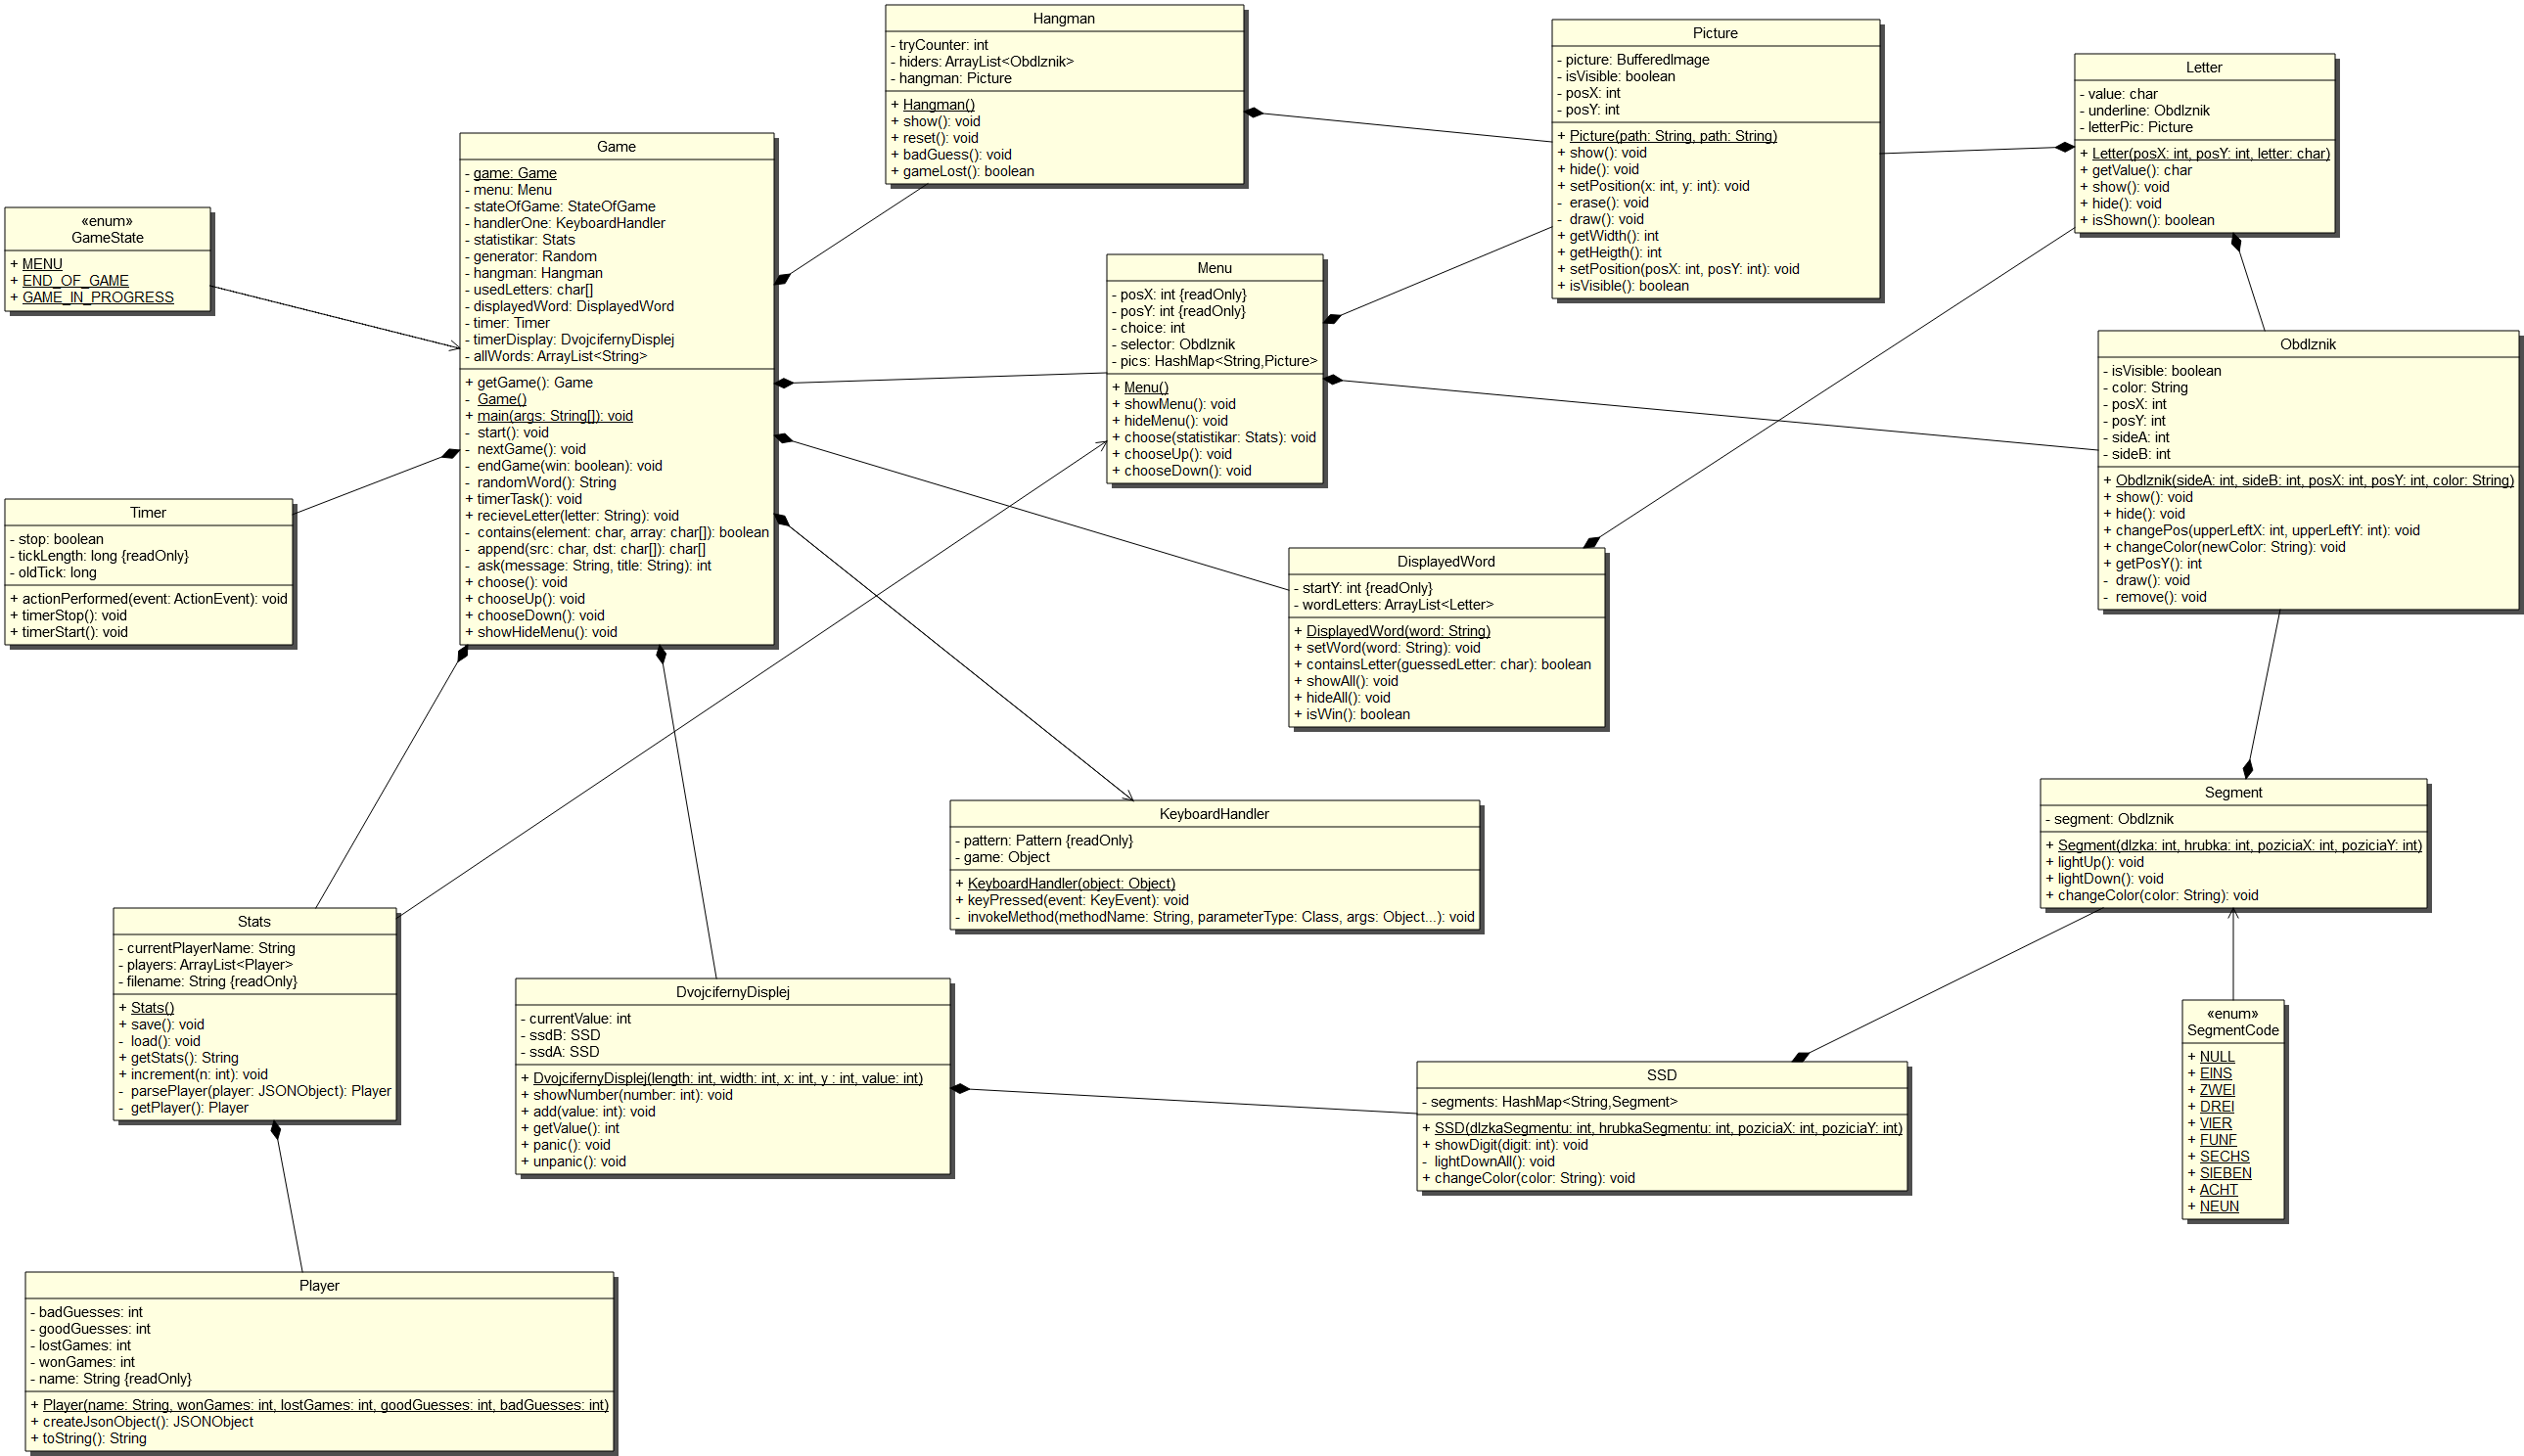 Hangman
- tryCounter: int
- hiders: ArrayList<Obdlznik>
- hangman: Picture
+ Hangman()
+ show(): void
+ reset(): void
+ badGuess(): void
+ gameLost(): boolean
Picture
- picture: BufferedImage
- isVisible: boolean
- posX: int
- posY: int
+ Picture(path: String, path: String)
+ show(): void
+ hide(): void
+ setPosition(x: int, y: int): void
- erase(): void
- draw(): void
+ getWidth(): int
+ getHeigth(): int
+ setPosition(posX: int, posY: int): void
+ isVisible(): boolean
Letter
- value: char
- underline: Obdlznik
- letterPic: Picture
+ Letter(posX: int, posY: int, letter: char)
+ getValue(): char
+ show(): void
+ hide(): void
+ isShown(): boolean
Game
- game: Game
- menu: Menu
- stateOfGame: StateOfGame
- handlerOne: KeyboardHandler
- statistikar: Stats
- generator: Random
- hangman: Hangman
- usedLetters: char[]
- displayedWord: DisplayedWord
- timer: Timer
- timerDisplay: DvojcifernyDisplej
- allWords: ArrayList<String>
+ getGame(): Game
- Game()
+ main(args: String[]): void
- start(): void
- nextGame(): void
- endGame(win: boolean): void
- randomWord(): String
+ timerTask(): void
+ recieveLetter(letter: String): void
- contains(element: char, array: char[]): boolean
- append(src: char, dst: char[]): char[]
- ask(message: String, title: String): int
+ choose(): void
+ chooseUp(): void
+ chooseDown(): void
+ showHideMenu(): void
«enum»
GameState
+ MENU
+ END_OF_GAME
+ GAME_IN_PROGRESS
Menu
- posX: int {readOnly}
- posY: int {readOnly}
- choice: int
- selector: Obdlznik
- pics: HashMap<String,Picture>
+ Menu()
+ showMenu(): void
+ hideMenu(): void
+ choose(statistikar: Stats): void
+ chooseUp(): void
+ chooseDown(): void
Obdlznik
- isVisible: boolean
- color: String
- posX: int
- posY: int
- sideA: int
- sideB: int
+ Obdlznik(sideA: int, sideB: int, posX: int, posY: int, color: String)
+ show(): void
+ hide(): void
+ changePos(upperLeftX: int, upperLeftY: int): void
+ changeColor(newColor: String): void
+ getPosY(): int
- draw(): void
- remove(): void
Timer
- stop: boolean
- tickLength: long {readOnly}
- oldTick: long
+ actionPerformed(event: ActionEvent): void
+ timerStop(): void
+ timerStart(): void
DisplayedWord
- startY: int {readOnly}
- wordLetters: ArrayList<Letter>
+ DisplayedWord(word: String)
+ setWord(word: String): void
+ containsLetter(guessedLetter: char): boolean
+ showAll(): void
+ hideAll(): void
+ isWin(): boolean
KeyboardHandler
- pattern: Pattern {readOnly}
- game: Object
+ KeyboardHandler(object: Object)
+ keyPressed(event: KeyEvent): void
- invokeMethod(methodName: String, parameterType: Class, args: Object...): void
Segment
- segment: Obdlznik
+ Segment(dlzka: int, hrubka: int, poziciaX: int, poziciaY: int)
+ lightUp(): void
+ lightDown(): void
+ changeColor(color: String): void
Stats
- currentPlayerName: String
- players: ArrayList<Player>
- filename: String {readOnly}
+ Stats()
+ save(): void
- load(): void
+ getStats(): String
+ increment(n: int): void
- parsePlayer(player: JSONObject): Player
- getPlayer(): Player
DvojcifernyDisplej
- currentValue: int
- ssdB: SSD
- ssdA: SSD
+ DvojcifernyDisplej(length: int, width: int, x: int, y : int, value: int)
+ showNumber(number: int): void
+ add(value: int): void
+ getValue(): int
+ panic(): void
+ unpanic(): void
SSD
- segments: HashMap<String,Segment>
+ SSD(dlzkaSegmentu: int, hrubkaSegmentu: int, poziciaX: int, poziciaY: int)
+ showDigit(digit: int): void
- lightDownAll(): void
+ changeColor(color: String): void
«enum»
SegmentCode
+ NULL
+ EINS
+ ZWEI
+ DREI
+ VIER
+ FUNF
+ SECHS
+ SIEBEN
+ ACHT
+ NEUN
Player
- badGuesses: int
- goodGuesses: int
- lostGames: int
- wonGames: int
- name: String {readOnly}
+ Player(name: String, wonGames: int, lostGames: int, goodGuesses: int, badGuesses: int)
+ createJsonObject(): JSONObject
+ toString(): String